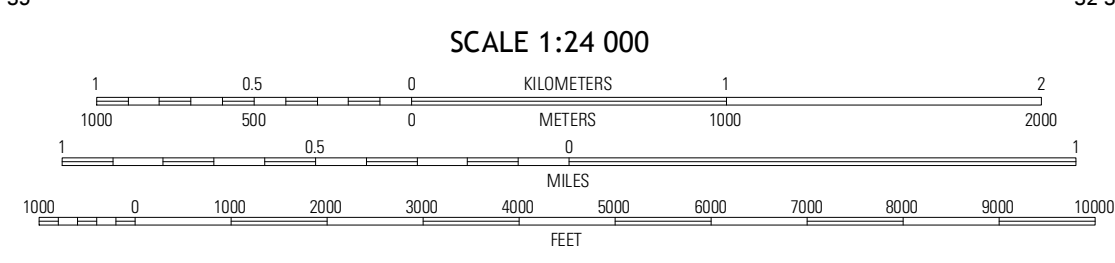 SCALE 1:24 000
1 0.5 0 KILOMETERS 1 2
1000 500 0 METERS 1000 2000
1 0.5 0 1
MILES
1000 0 1000 2000 3000 4000 5000 6000 7000 8000 9000 10000
FEET